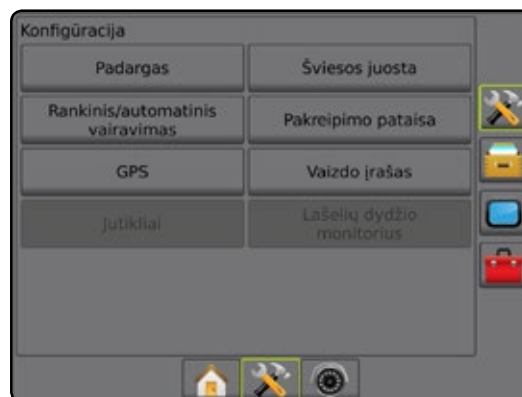 Konfigūracija
Padargas
Šviesos juosta
Rankinis/automatinis
vairavimas
Pakreipimo pataisa
GPS
Vaizdo įrašas
Jutikliai
Lašelių dydžio
monitorius